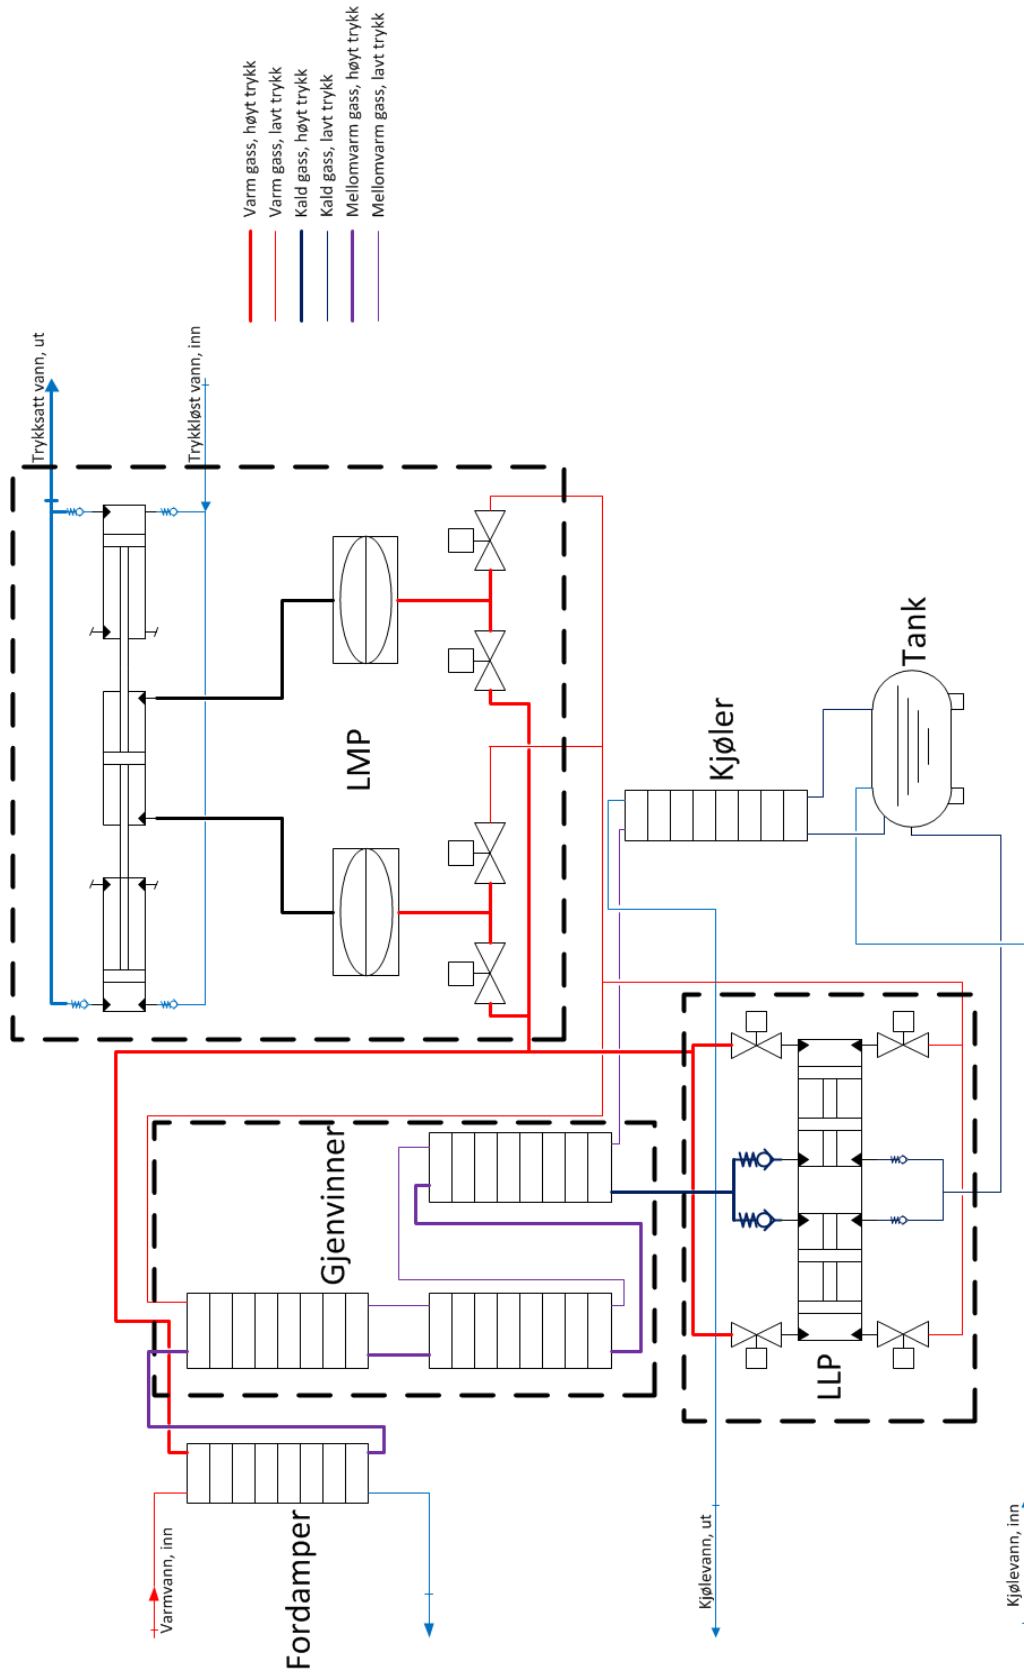 Trykksatt vann, ut
Trykkløst vann, inn
Varm gass, høyt trykk
Varm gass, lavt trykk
Kald gass, høyt trykk
Kald gass, lavt trykk
Mellomvarm gass, høyt trykk
Mellomvarm gass, lavt trykk
LMP
Kjøler
Tank
Gjenvinner
LLP
Varmvann, inn
Fordamper
Kjølevann, ut
Kjølevann, inn